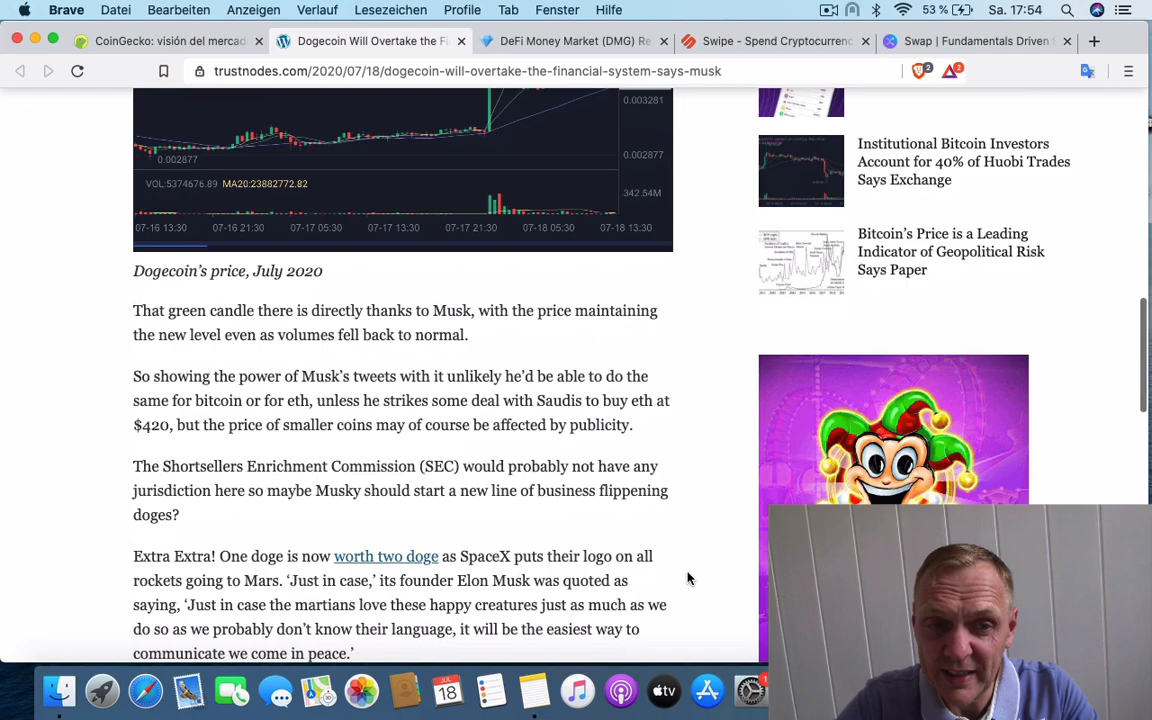 Brave Datei Bearbeiten Anzeigen Verlauf Lesezeichen Profile Tab Fenster Hilfe 53 % Sa. 17:54
CoinGecko: visión del mercad Dogecoin Will Overtake the Fi DeFi Money Market (DMG) Re Swipe - Spend Cryptocurrenc Swap | Fundamentals Driven S
trustnodes.com/2020/07/18/dogecoin-will-overtake-the-financial-system-says-musk 2 2
0.003281
0.002877
0.002877
VOL:5374676.89 MA20:23882772.82
342.54M
07-16 13:30 07-16 21:30 07-17 05:30 07-17 13:30 07-17 21:30 07-18 05:30 07-18 13:30
Dogecoin’s price, July 2020
That green candle there is directly thanks to Musk, with the price maintaining
the new level even as volumes fell back to normal.
So showing the power of Musk’s tweets with it unlikely he’d be able to do the
same for bitcoin or for eth, unless he strikes some deal with Saudis to buy eth at
$420, but the price of smaller coins may of course be affected by publicity.
The Shortsellers Enrichment Commission (SEC) would probably not have any
jurisdiction here so maybe Musky should start a new line of business flippening
doges?
Extra Extra! One doge is now worth two doge as SpaceX puts their logo on all
rockets going to Mars. ‘Just in case,’ its founder Elon Musk was quoted as
saying, ‘Just in case the martians love these happy creatures just as much as we
do so as we probably don’t know their language, it will be the easiest way to
communicate we come in peace.’
Institutional Bitcoin Investors
Account for 40% of Huobi Trades
Says Exchange
Bitcoin’s Price is a Leading
Indicator of Geopolitical Risk
Says Paper
JUL
18
tv
1